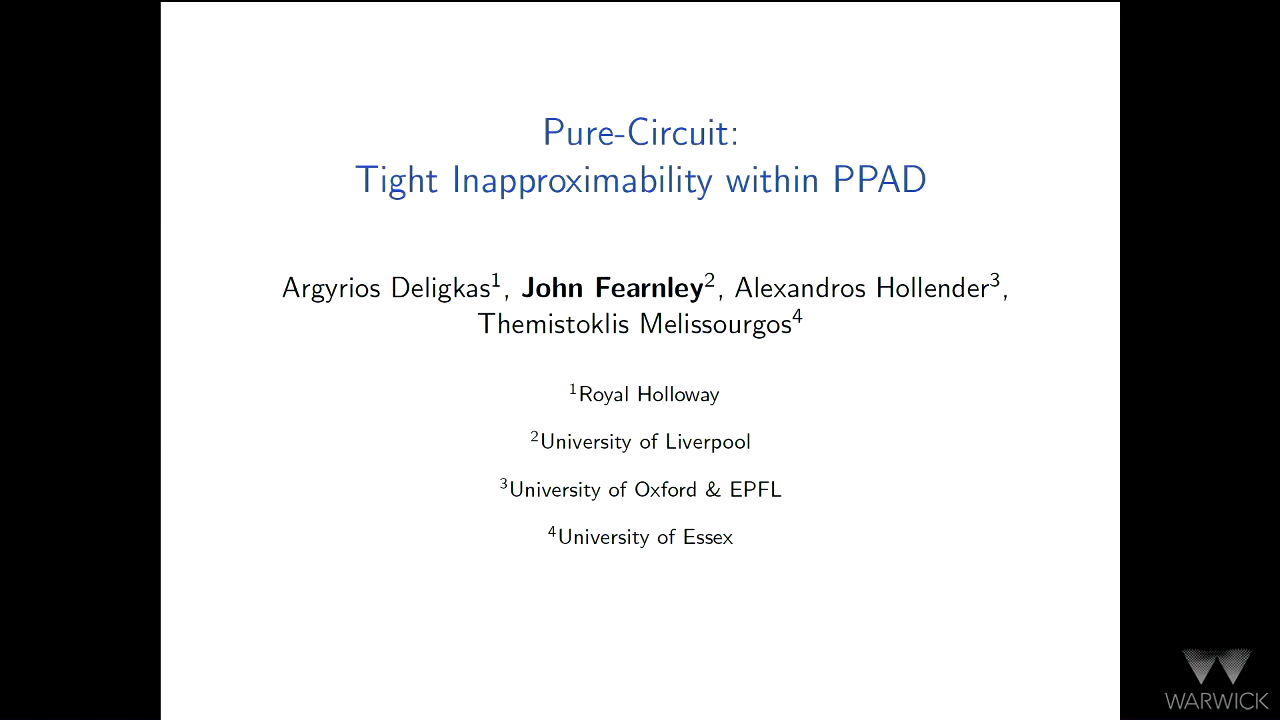 Pure-Circuit:
Tight Inapproximability within PPAD
Argyrios Deligkas¹, John Fearnley², Alexandros Hollender³,
Themistoklis Melissourgos⁴
¹Royal Holloway
²University of Liverpool
³University of Oxford & EPFL
⁴University of Essex
WARWICK